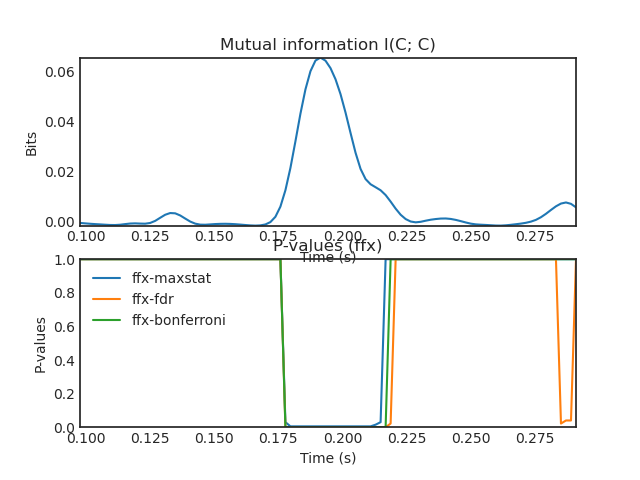 Mutual information I(C; C)
0.06
0.04
0.02
0.00
Bits
0.100 0.125 0.150 0.175 0.200 0.225 0.250 0.275
Time (s)
P-values (ffx)
1.0
0.8
0.6
0.4
0.2
0.0
P-values
ffx-maxstat
ffx-fdr
ffx-bonferroni
0.100 0.125 0.150 0.175 0.200 0.225 0.250 0.275
Time (s)